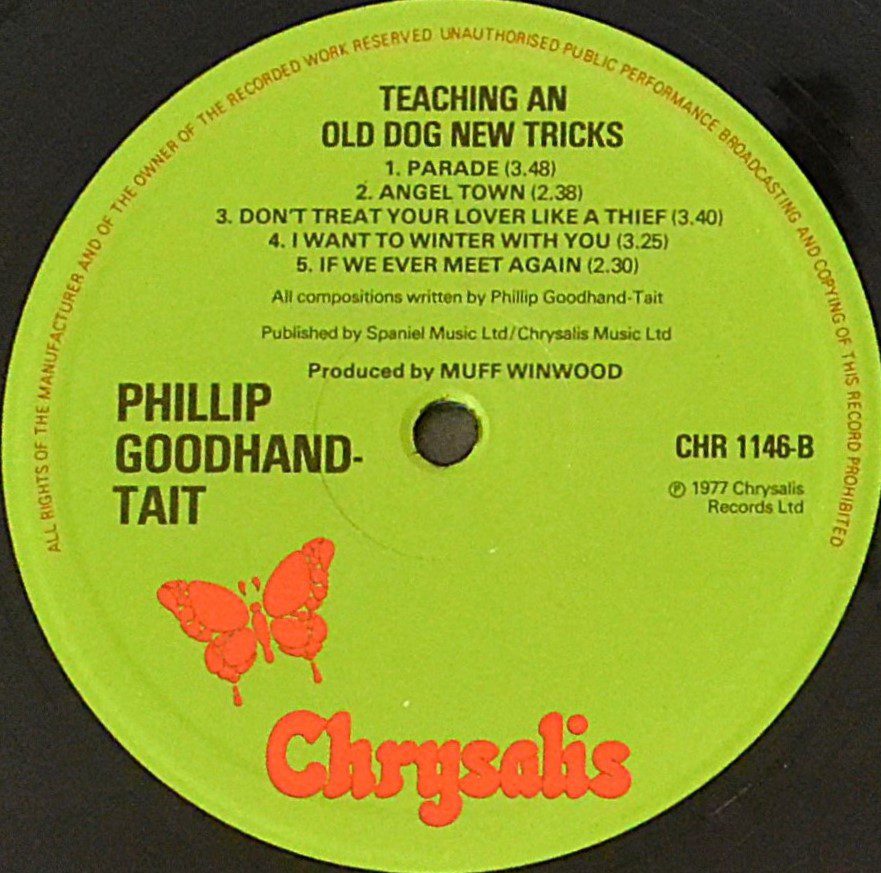 ALL RIGHTS OF THE MANUFACTURER AND OF THE OWNER OF THE RECORDED WORK RESERVED UNAUTHORISED PUBLIC PERFORMANCE BROADCASTING AND COPYING OF THIS RECORD PROHIBITED
TEACHING AN
OLD DOG NEW TRICKS
1. PARADE (3.48)
2. ANGEL TOWN (2.38)
3. DON'T TREAT YOUR LOVER LIKE A THIEF (3.40)
4. I WANT TO WINTER WITH YOU (3.25)
5. IF WE EVER MEET AGAIN (2.30)
All compositions written by Phillip Goodhand-Tait
Published by Spaniel Music Ltd/Chrysalis Music Ltd
Produced by MUFF WINWOOD
PHILLIP
GOODHAND-
TAIT
CHR 1146-B
℗ 1977 Chrysalis
Records Ltd
Chrysalis